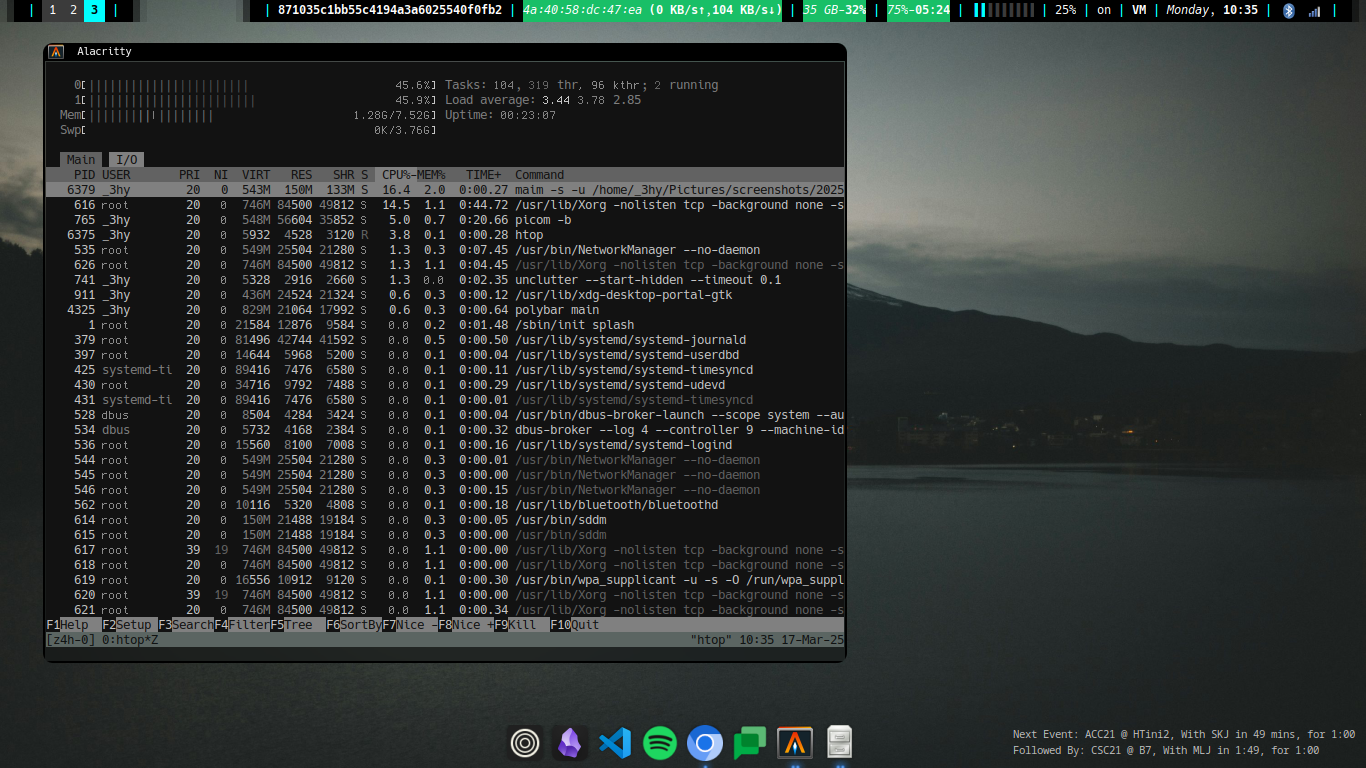 | 1 2 3 | | 871035c1bb55c4194a3a6025540f0fb2 | 4a:40:58:dc:47:ea (0 KB/s↑,104 KB/s↓) | 35 GB-32% | 75%-05:24 | | 25% | on | VM | Monday, 10:35 | |
Alacritty
0[ 45.6%] Tasks: 104, 319 thr, 96 kthr; 2 running
1[ 45.9%] Load average: 3.44 3.78 2.85
Mem[ 1.28G/7.52G] Uptime: 00:23:07
Swp[ 0K/3.76G]
Main I/O
PID USER PRI NI VIRT RES SHR S CPU%-MEM% TIME+ Command
6379 _3hy 20 0 543M 150M 133M S 16.4 2.0 0:00.27 maim -s -u /home/_3hy/Pictures/screenshots/2025
616 root 20 0 746M 84500 49812 S 14.5 1.1 0:44.72 /usr/lib/Xorg -nolisten tcp -background none -s
765 _3hy 20 0 548M 56604 35852 S 5.0 0.7 0:20.66 picom -b
6375 _3hy 20 0 5932 4528 3120 R 3.8 0.1 0:00.28 htop
535 root 20 0 549M 25504 21280 S 1.3 0.3 0:07.45 /usr/bin/NetworkManager --no-daemon
626 root 20 0 746M 84500 49812 S 1.3 1.1 0:04.45 /usr/lib/Xorg -nolisten tcp -background none -s
741 _3hy 20 0 5328 2916 2660 S 1.3 0.0 0:02.35 unclutter --start-hidden --timeout 0.1
911 _3hy 20 0 436M 24524 21324 S 0.6 0.3 0:00.12 /usr/lib/xdg-desktop-portal-gtk
4325 _3hy 20 0 829M 21064 17992 S 0.6 0.3 0:00.64 polybar main
1 root 20 0 21584 12876 9584 S 0.0 0.2 0:01.48 /sbin/init splash
379 root 20 0 81496 42744 41592 S 0.0 0.5 0:00.50 /usr/lib/systemd/systemd-journald
397 root 20 0 14644 5968 5200 S 0.0 0.1 0:00.04 /usr/lib/systemd/systemd-userdbd
425 systemd-ti 20 0 89416 7476 6580 S 0.0 0.1 0:00.11 /usr/lib/systemd/systemd-timesyncd
430 root 20 0 34716 9792 7488 S 0.0 0.1 0:00.29 /usr/lib/systemd/systemd-udevd
431 systemd-ti 20 0 89416 7476 6580 S 0.0 0.1 0:00.01 /usr/lib/systemd/systemd-timesyncd
528 dbus 20 0 8504 4284 3424 S 0.0 0.1 0:00.04 /usr/bin/dbus-broker-launch --scope system --au
534 dbus 20 0 5732 4168 2384 S 0.0 0.1 0:00.32 dbus-broker --log 4 --controller 9 --machine-id
536 root 20 0 15560 8100 7008 S 0.0 0.1 0:00.16 /usr/lib/systemd/systemd-logind
544 root 20 0 549M 25504 21280 S 0.0 0.3 0:00.01 /usr/bin/NetworkManager --no-daemon
545 root 20 0 549M 25504 21280 S 0.0 0.3 0:00.00 /usr/bin/NetworkManager --no-daemon
546 root 20 0 549M 25504 21280 S 0.0 0.3 0:00.15 /usr/bin/NetworkManager --no-daemon
562 root 20 0 10116 5320 4808 S 0.0 0.1 0:00.18 /usr/lib/bluetooth/bluetoothd
614 root 20 0 150M 21488 19184 S 0.0 0.3 0:00.05 /usr/bin/sddm
615 root 20 0 150M 21488 19184 S 0.0 0.3 0:00.00 /usr/bin/sddm
617 root 39 19 746M 84500 49812 S 0.0 1.1 0:00.00 /usr/lib/Xorg -nolisten tcp -background none -s
618 root 20 0 746M 84500 49812 S 0.0 1.1 0:00.00 /usr/lib/Xorg -nolisten tcp -background none -s
619 root 20 0 16556 10912 9120 S 0.0 0.1 0:00.30 /usr/bin/wpa_supplicant -u -s -O /run/wpa_suppl
620 root 39 19 746M 84500 49812 S 0.0 1.1 0:00.00 /usr/lib/Xorg -nolisten tcp -background none -s
621 root 20 0 746M 84500 49812 S 0.0 1.1 0:00.34 /usr/lib/Xorg -nolisten tcp -background none -s
F1Help F2Setup F3SearchF4FilterF5Tree F6SortByF7Nice -F8Nice +F9Kill F10Quit
[z4h-0] 0:htop*Z "htop" 10:35 17-Mar-25
Next Event: ACC21 @ HTini2, With SKJ in 49 mins, for 1:00
Followed By: CSC21 @ B7, With MLJ in 1:49, for 1:00